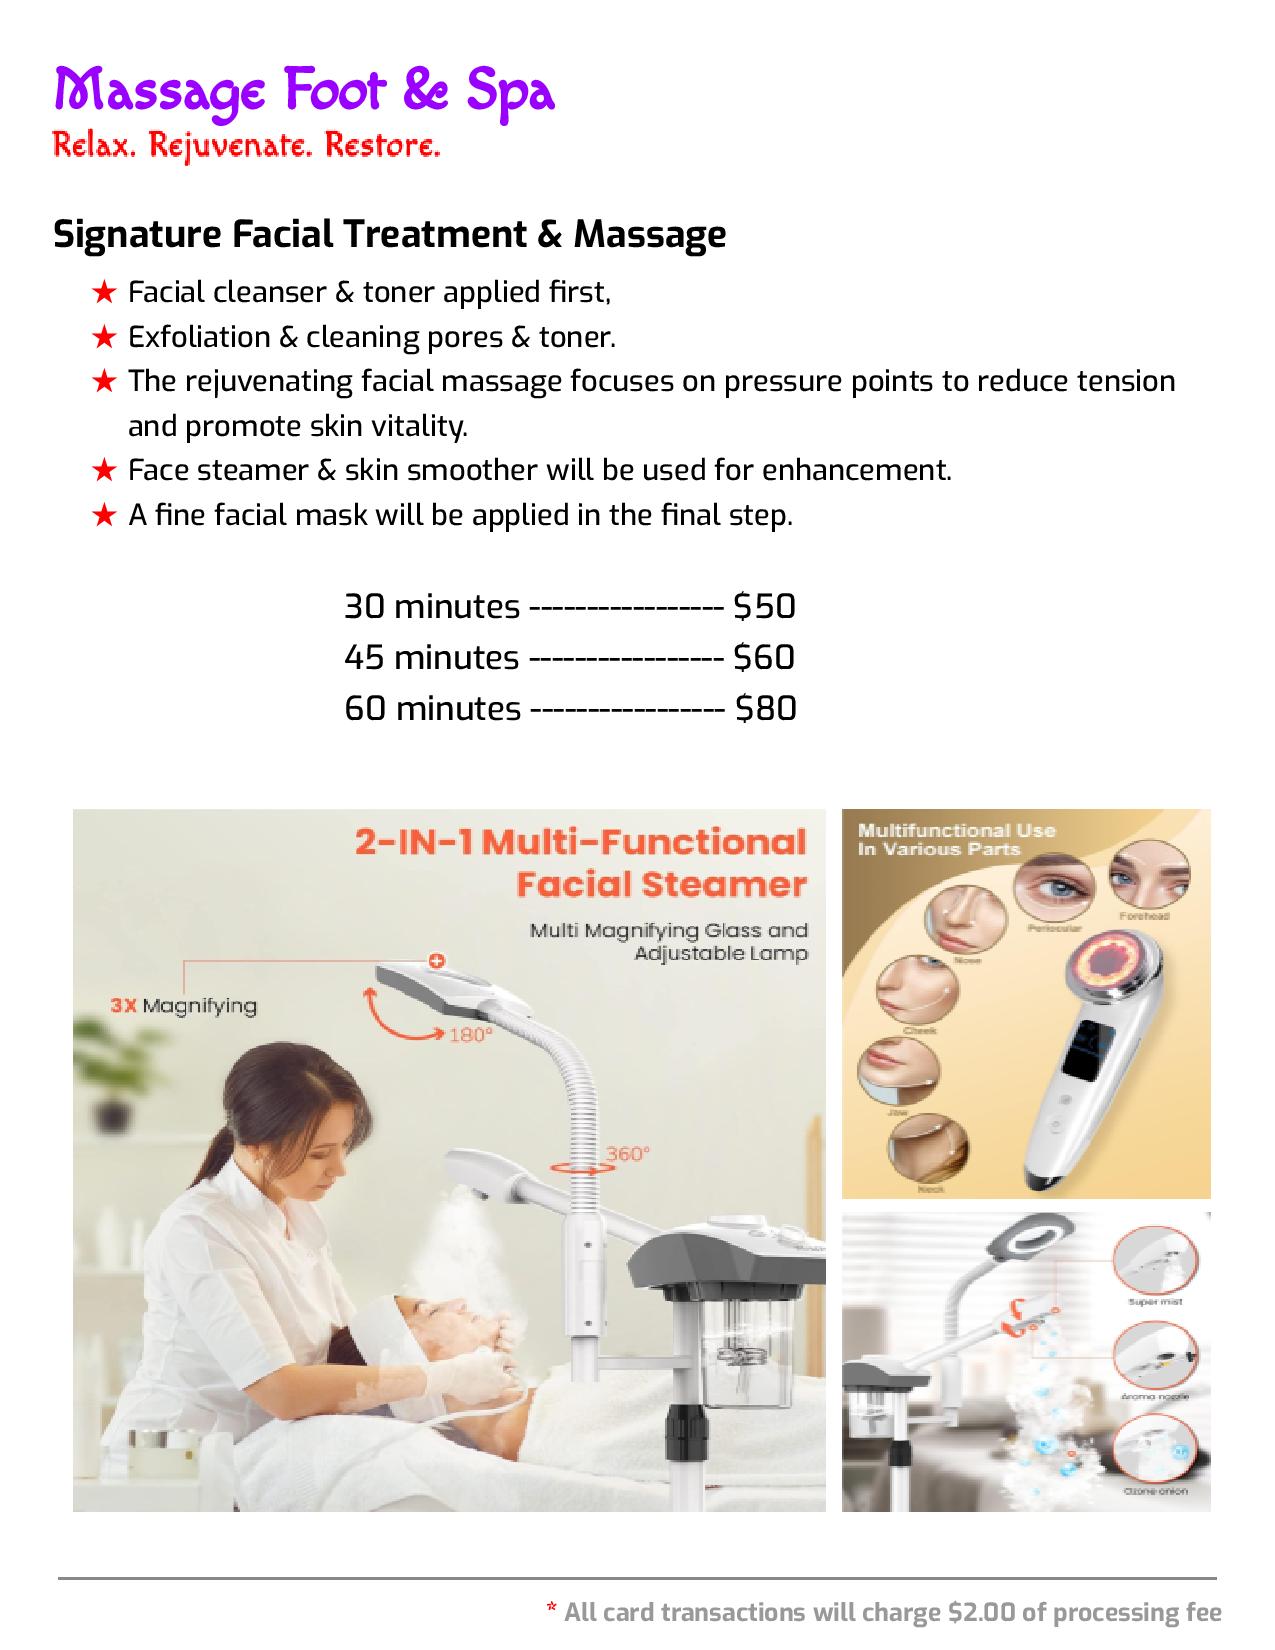 Massage Foot & Spa
Relax. Rejuvenate. Restore.
Signature Facial Treatment & Massage
★ Facial cleanser & toner applied first,
★ Exfoliation & cleaning pores & toner.
★ The rejuvenating facial massage focuses on pressure points to reduce tension
and promote skin vitality.
★ Face steamer & skin smoother will be used for enhancement.
★ A fine facial mask will be applied in the final step.
30 minutes ----------------- $50
45 minutes ----------------- $60
60 minutes ----------------- $80
2-IN-1 Multi-Functional
Facial Steamer
Multi Magnifying Glass and
Adjustable Lamp
3X Magnifying
180°
360°
Multifunctional Use
In Various Parts
Forehead
Periocular
Nose
Cheek
Jaw
Neck
Super mist
Aroma nozzle
Ozone anion
* All card transactions will charge $2.00 of processing fee